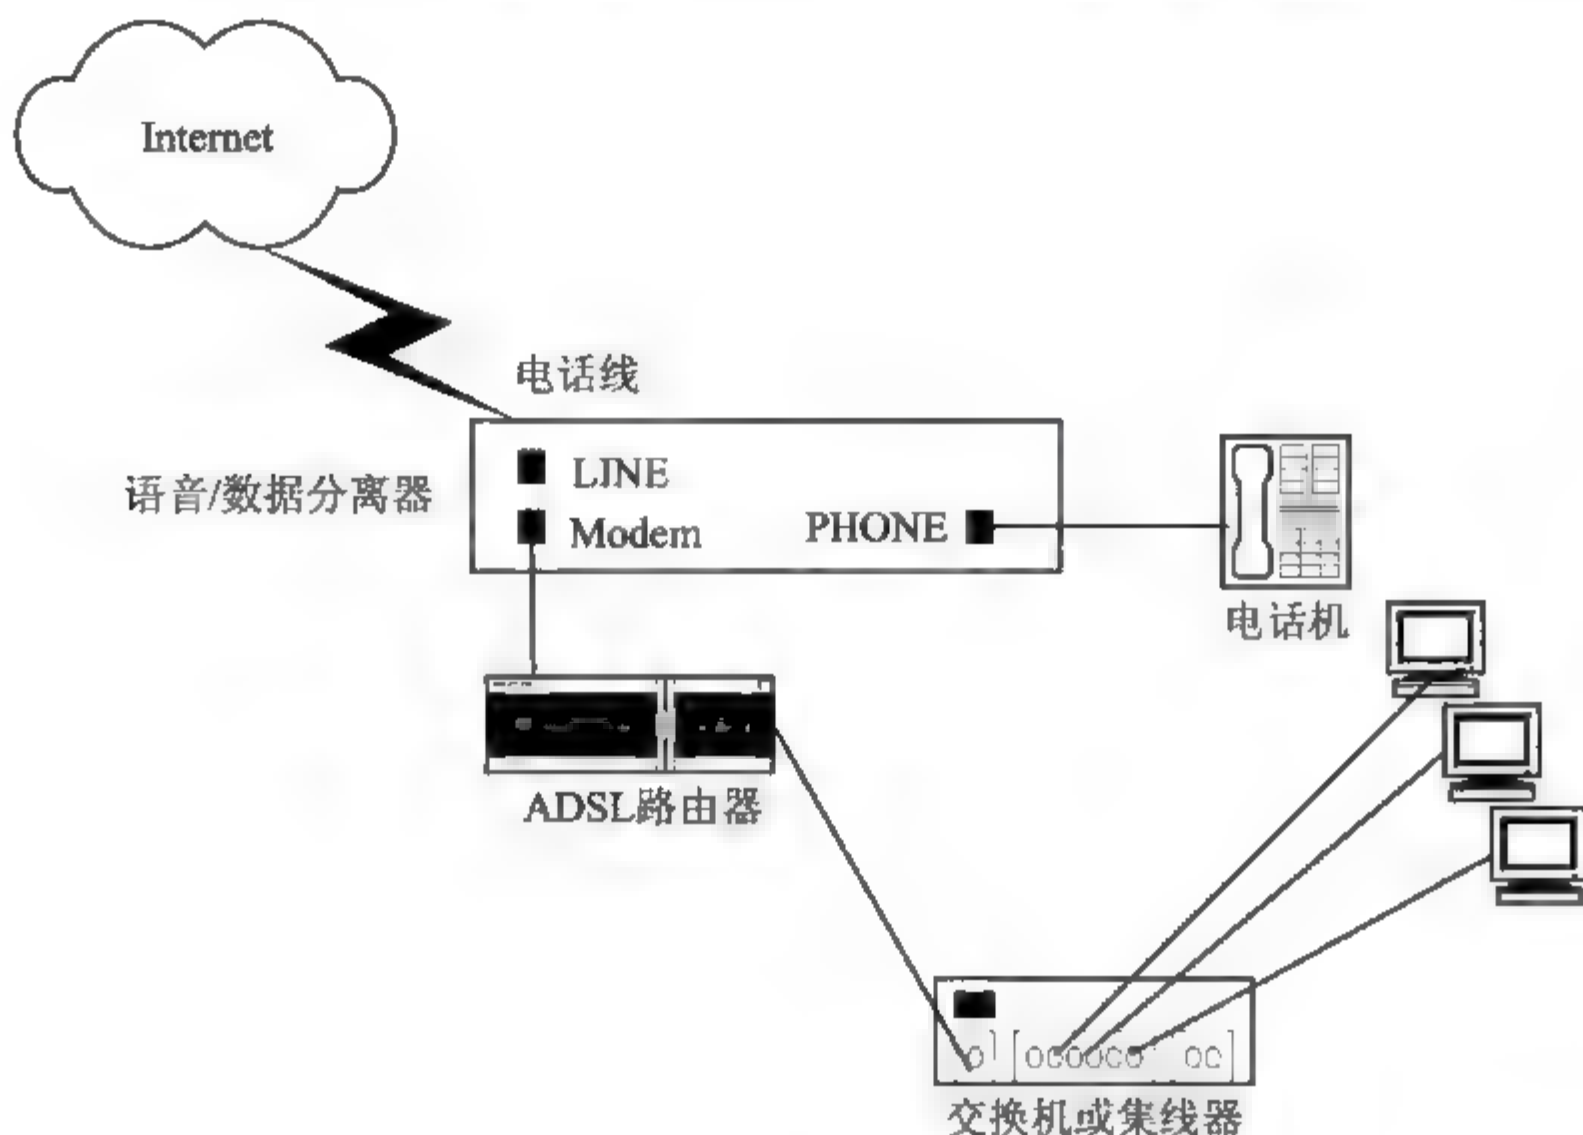 Internet
电话线
语音/数据分离器
LINE
Modem
PHONE
电话机
ADSL路由器
交换机或集线器